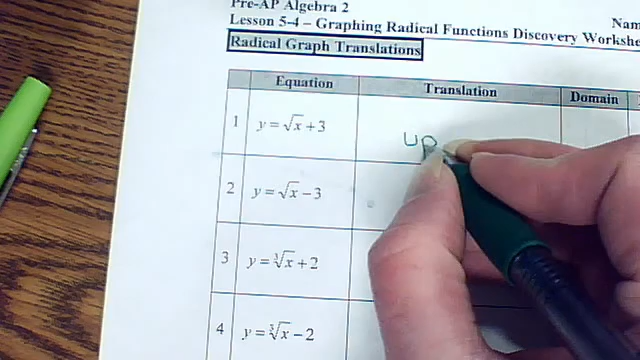 Pre-AP Algebra 2
Lesson 5-4 – Graphing Radical Functions Discovery Workshe
Nam
Radical Graph Translations
Equation Translation Domain
1 y = √x + 3 up
2 y = √x − 3
3 y = ∛x + 2
4 y = ∛x − 2